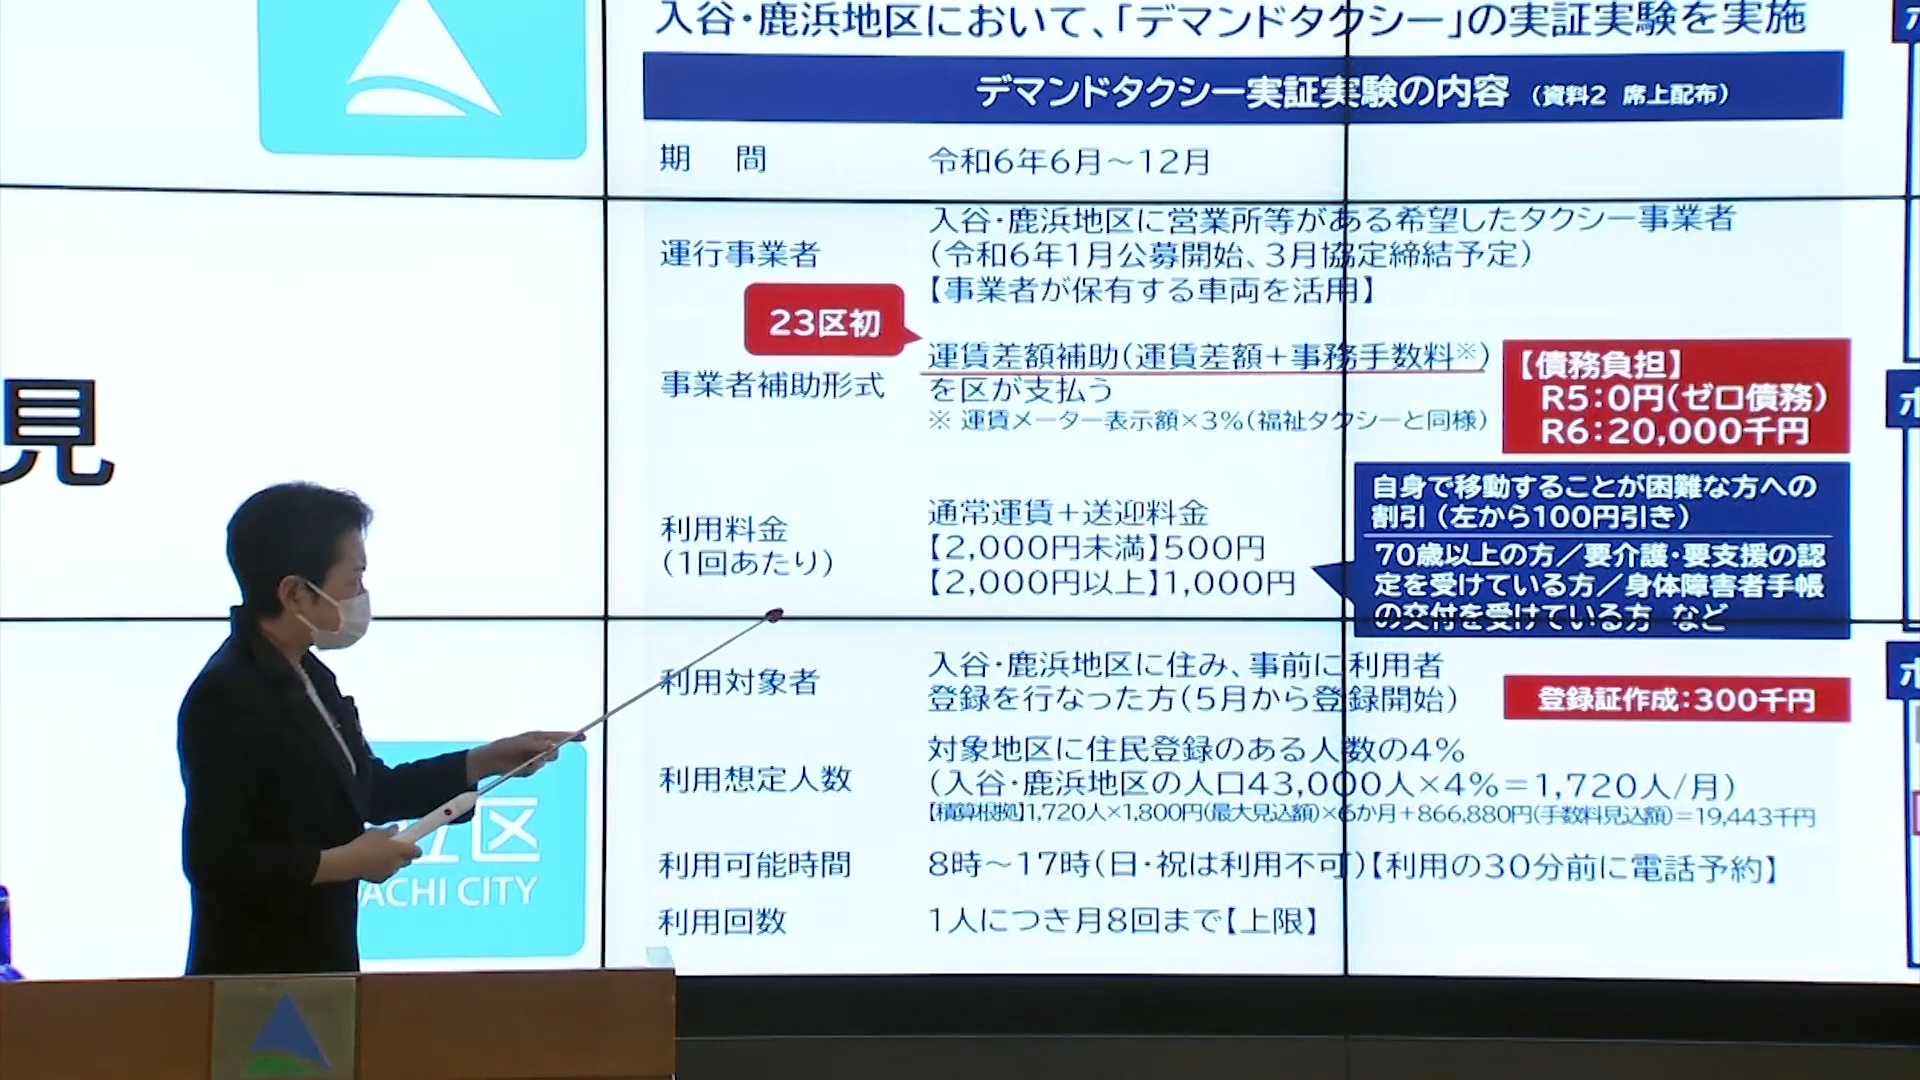 入谷・鹿浜地区において、「デマンドタクシー」の実証実験を実施
デマンドタクシー実証実験の内容 (資料2 席上配布)
期 間
令和6年6月～12月
運行事業者
入谷・鹿浜地区に営業所等がある希望したタクシー事業者
(令和6年1月公募開始、3月協定締結予定)
【事業者が保有する車両を活用】
23区初
事業者補助形式
運賃差額補助(運賃差額＋事務手数料※)
を区が支払う
※ 運賃メーター表示額×3%(福祉タクシーと同様)
【債務負担】
R5:0円(ゼロ債務)
R6:20,000千円
利用料金
(1回あたり)
通常運賃＋送迎料金
【2,000円未満】500円
【2,000円以上】1,000円
自身で移動することが困難な方への
割引 (左から100円引き)
70歳以上の方／要介護・要支援の認
定を受けている方／身体障害者手帳
の交付を受けている方 など
利用対象者
入谷・鹿浜地区に住み、事前に利用者
登録を行なった方(5月から登録開始)
登録証作成:300千円
利用想定人数
対象地区に住民登録のある人数の4%
(入谷・鹿浜地区の人口43,000人×4%＝1,720人/月)
【積算根拠】1,720人×1,800円(最大見込額)×6か月＋866,880円(手数料見込額)＝19,443千円
利用可能時間
8時～17時(日・祝は利用不可)【利用の30分前に電話予約】
利用回数
1人につき月8回まで【上限】
見
立区
ACHI CITY